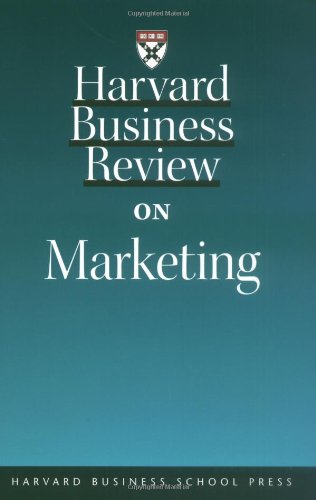 Harvard
Business
Review
ON
Marketing
HARVARD BUSINESS SCHOOL PRESS